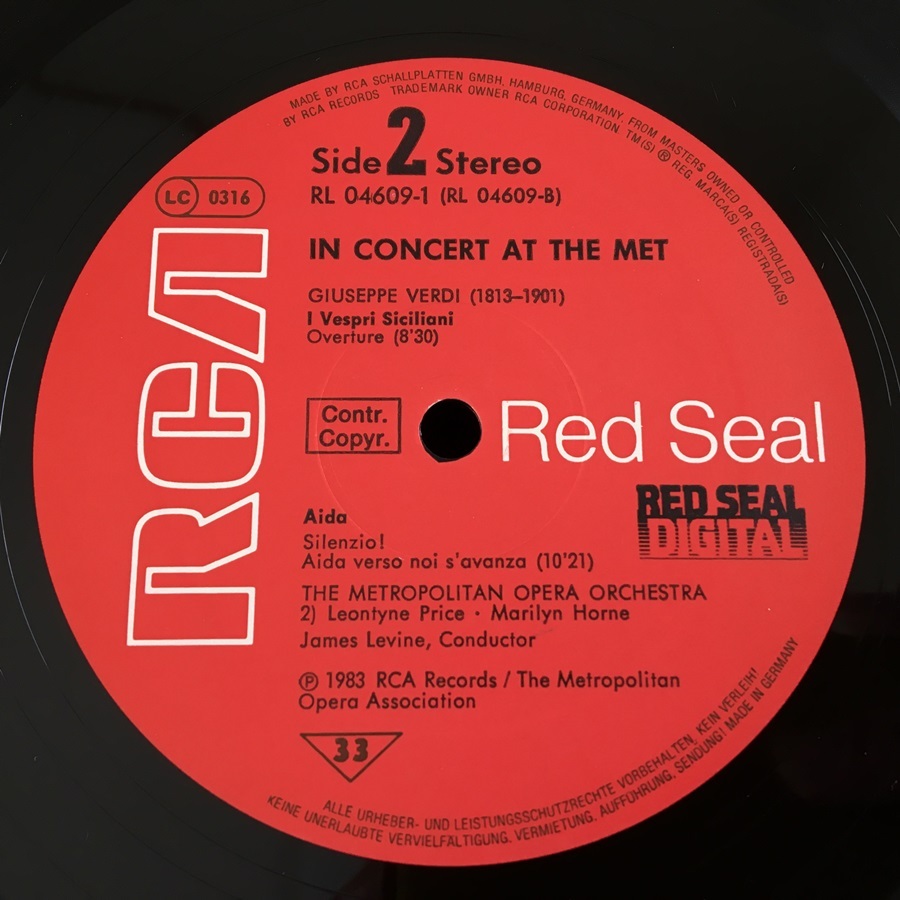 MADE BY RCA SCHALLPLATTEN GMBH, HAMBURG, GERMANY, FROM MASTERS OWNED OR CONTROLLED
BY RCA RECORDS TRADEMARK OWNER RCA CORPORATION TM(S) ® REG. MARCA(S) REGISTRADA(S)
Side 2 Stereo
RL 04609-1 (RL 04609-B)
LC 0316
IN CONCERT AT THE MET
GIUSEPPE VERDI (1813–1901)
I Vespri Siciliani
Overture (8'30)
RCA
Contr.
Copyr.
Red Seal
RED SEAL
DIGITAL
Aida
Silenzio!
Aida verso noi s'avanza (10'21)
THE METROPOLITAN OPERA ORCHESTRA
2) Leontyne Price · Marilyn Horne
James Levine, Conductor
℗ 1983 RCA Records / The Metropolitan
Opera Association
33
ALLE URHEBER- UND LEISTUNGSSCHUTZRECHTE VORBEHALTEN, KEIN VERLEIH!
KEINE UNERLAUBTE VERVIELFÄLTIGUNG, VERMIETUNG, AUFFÜHRUNG, SENDUNG! MADE IN GERMANY